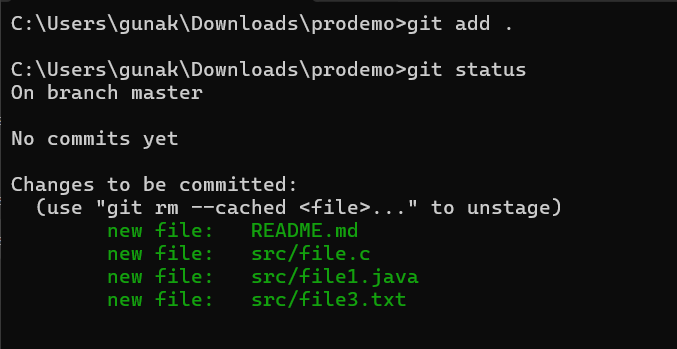 C:\Users\gunak\Downloads\prodemo>git add .
C:\Users\gunak\Downloads\prodemo>git status
On branch master
No commits yet
Changes to be committed:
  (use "git rm --cached <file>..." to unstage)
        new file:   README.md
        new file:   src/file.c
        new file:   src/file1.java
        new file:   src/file3.txt